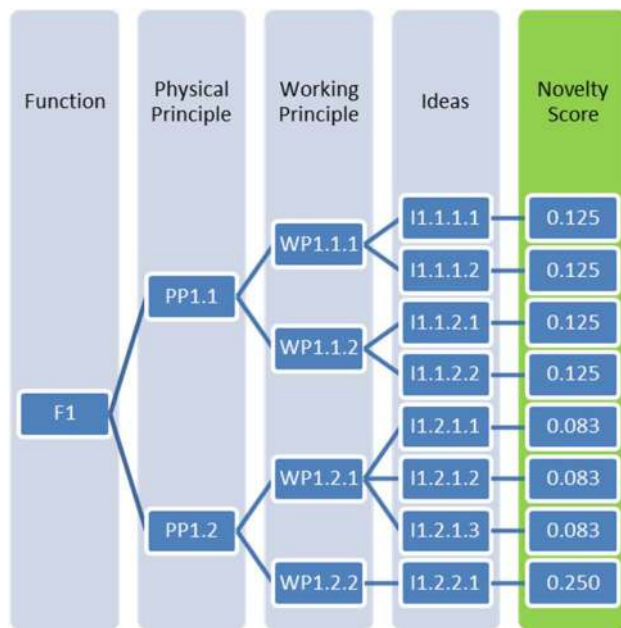 Function
Physical
Principle
Working
Principle
Ideas
Novelty
Score
I1.1.1.1
0.125
WP1.1.1
I1.1.1.2
0.125
PP1.1
I1.1.2.1
0.125
WP1.1.2
I1.1.2.2
0.125
F1
I1.2.1.1
0.083
WP1.2.1
I1.2.1.2
0.083
PP1.2
I1.2.1.3
0.083
WP1.2.2
I1.2.2.1
0.250